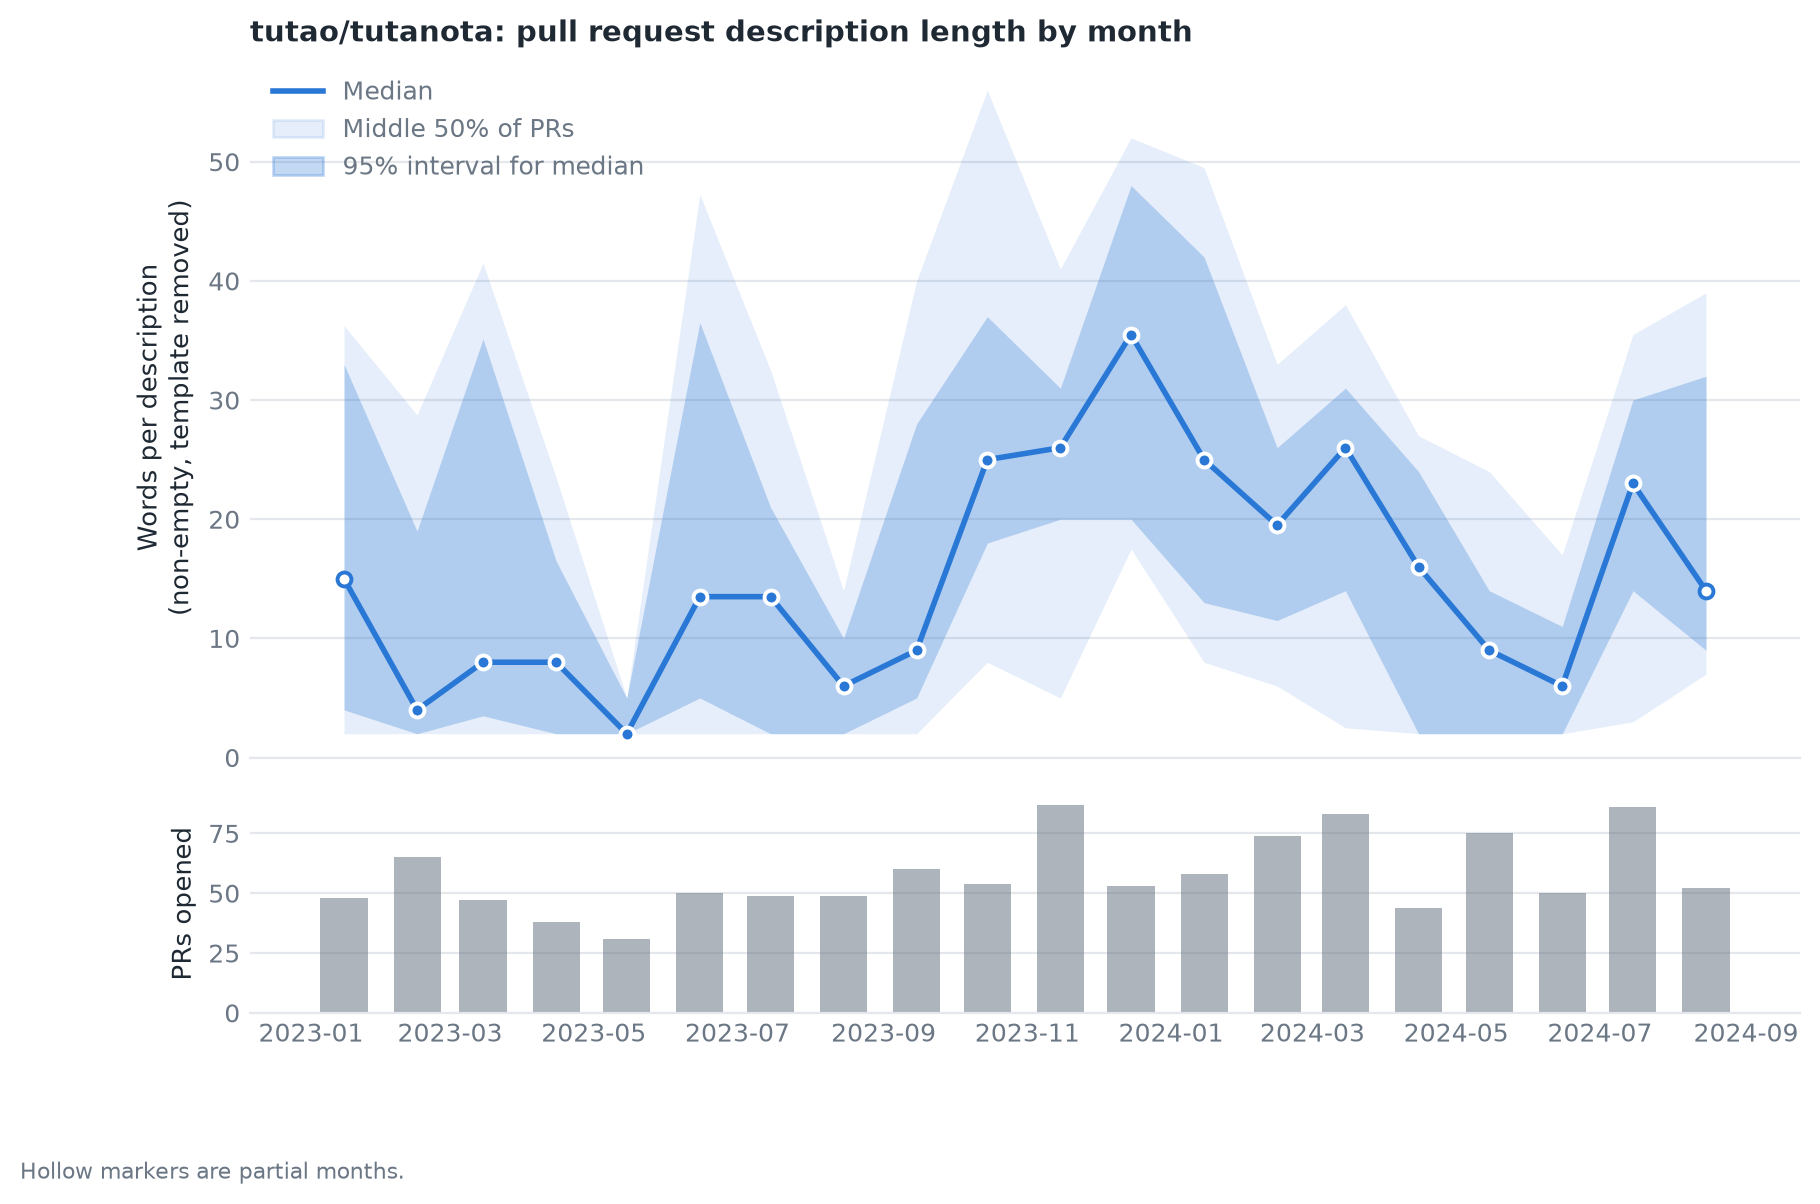 tutao/tutanota: pull request description length by month
Median
Middle 50% of PRs
95% interval for median
Words per description
(non-empty, template removed)
50
40
30
20
10
0
PRs opened
75
50
25
0
2023-01 2023-03 2023-05 2023-07 2023-09 2023-11 2024-01 2024-03 2024-05 2024-07 2024-09
Hollow markers are partial months.